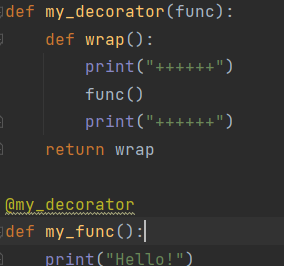 def my_decorator(func):
    def wrap():
        print("++++++")
        func()
        print("++++++")
    return wrap
@my_decorator
def my_func():
    print("Hello!")